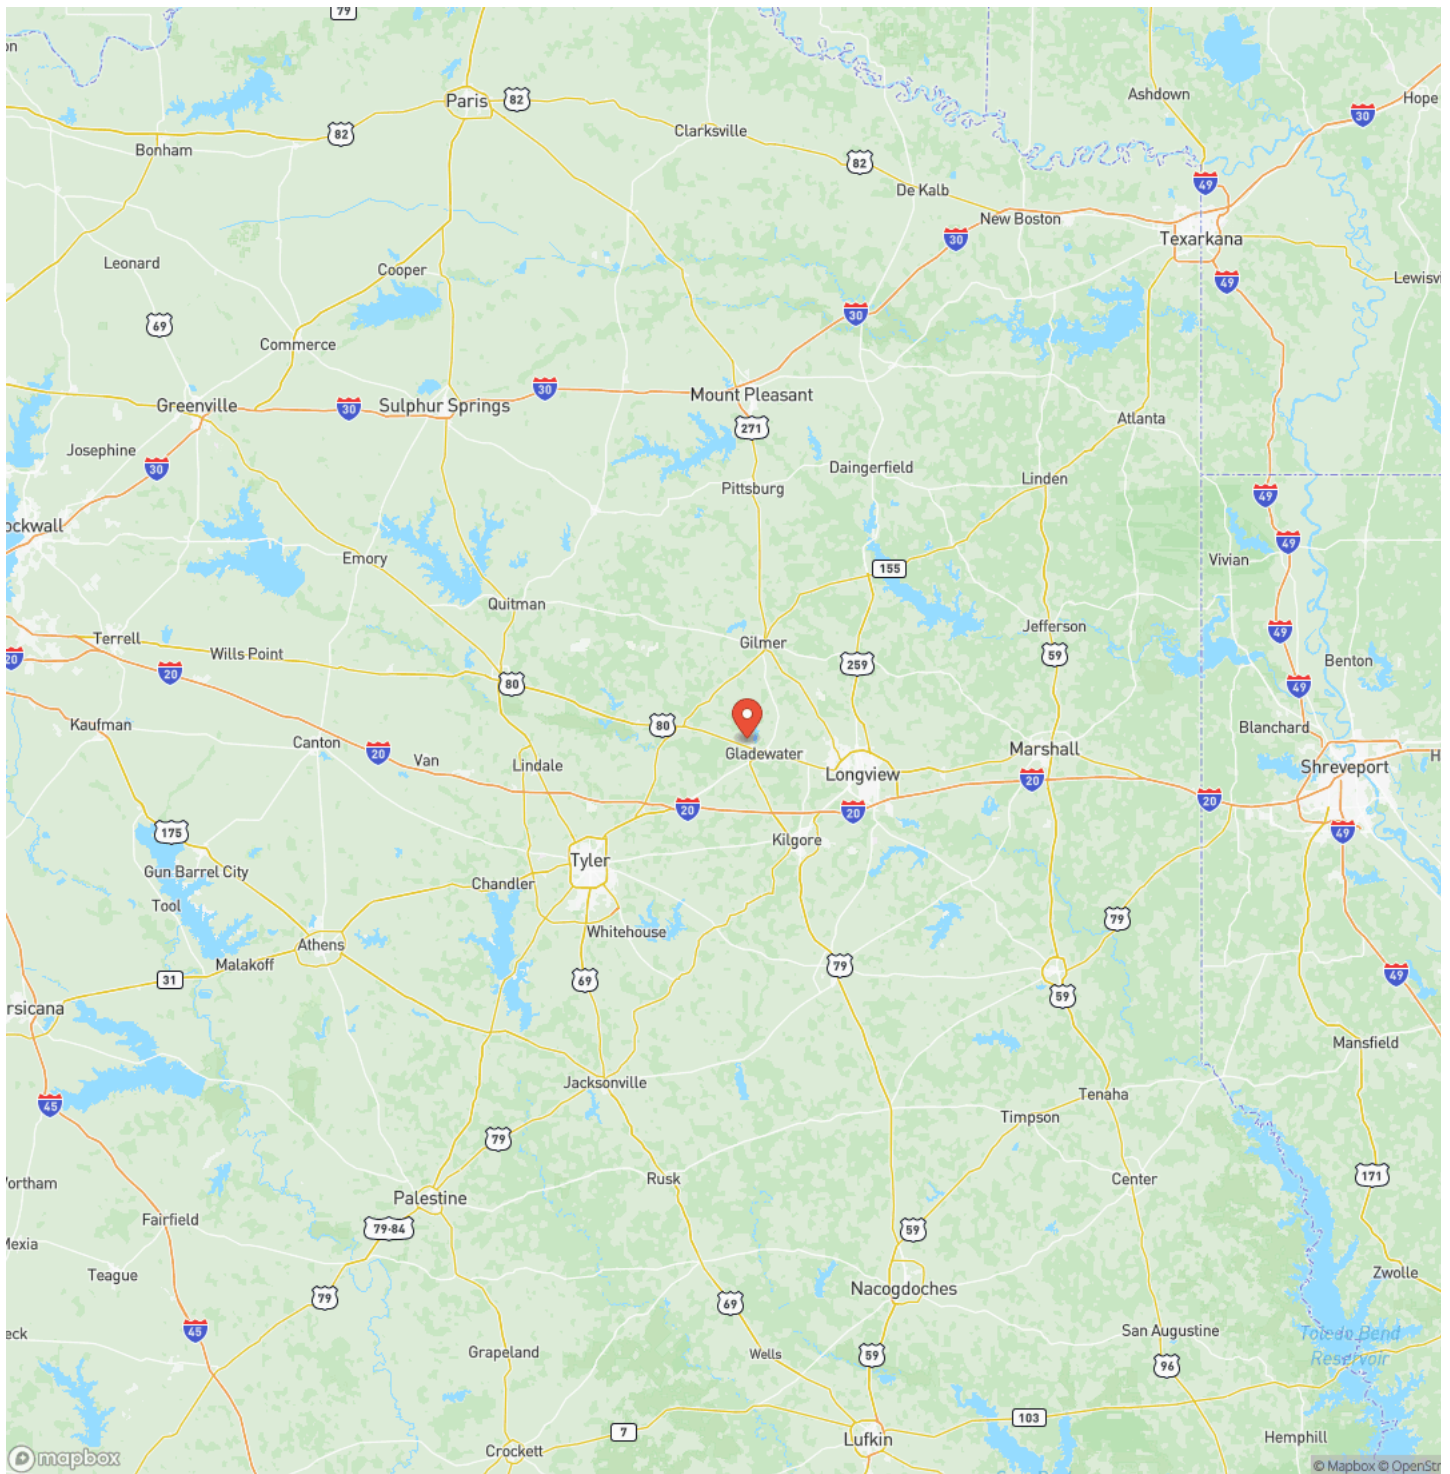 79
Ashdown
Hope
Paris
82
30
Clarksville
82
Bonham
82
49
De Kalb
New Boston
30
Texarkana
Leonard
Cooper
49
Lewisv
69
30
Commerce
30
Mount Pleasant
Greenville
30
Sulphur Springs
Atlanta
271
Josephine
30
Daingerfield
Linden
Pittsburg
49
ockwall
49
Emory
155
Vivian
Quitman
Jefferson
49
Terrell
Gilmer
Wills Point
20
20
259
59
Benton
80
49
Kaufman
80
Blanchard
Canton
20
Van
Gladewater
Marshall
Lindale
Longview
Shreveport
H
20
20
20
20
175
49
Kilgore
Tyler
Gun Barrel City
Chandler
Tool
79
Whitehouse
Athens
Malakoff
31
69
79
49
59
rsicana
Mansfield
Jacksonville
45
Tenaha
Timpson
79
Rusk
Center
171
ortham
Palestine
Fairfield
79-84
59
exia
Teague
Zwolle
Nacogdoches
79
69
45
eck
San Augustine
Toledo Bend
Reservoir
Grapeland
Wells
59
96
103
7
Lufkin
Hemphill
Crockett
mapbox
© Mapbox © OpenStr